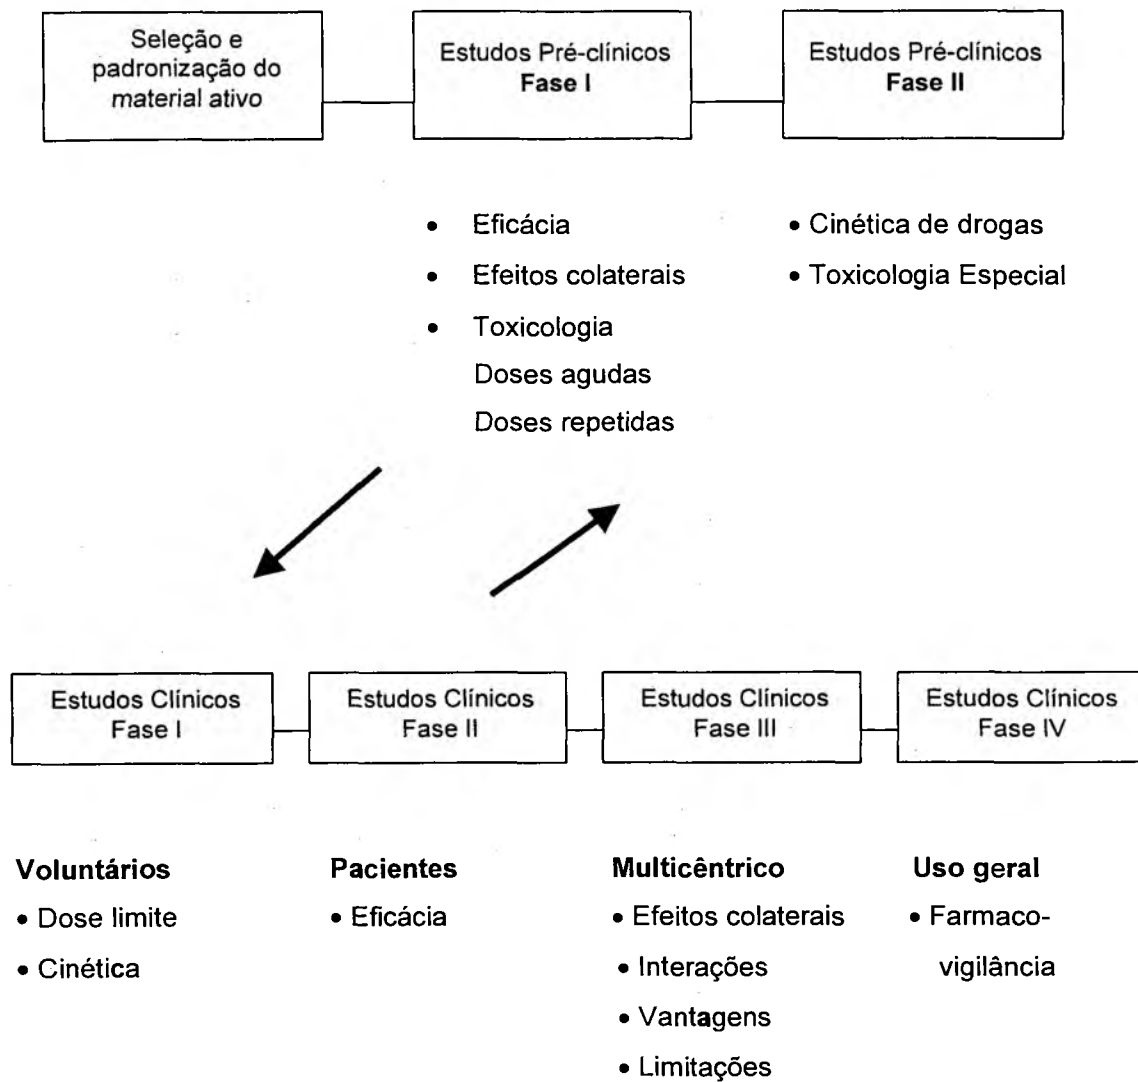 Seleção e
padronização do
material ativo
Estudos Pré-clínicos
Fase I
Estudos Pré-clínicos
Fase II
• Eficácia
• Efeitos colaterais
• Toxicologia
Doses agudas
Doses repetidas
• Cinética de drogas
• Toxicologia Especial
Estudos Clínicos
Fase I
Estudos Clínicos
Fase II
Estudos Clínicos
Fase III
Estudos Clínicos
Fase IV
Voluntários
• Dose limite
• Cinética
Pacientes
• Eficácia
Multicêntrico
• Efeitos colaterais
• Interações
• Vantagens
• Limitações
Uso geral
• Farmaco-
vigilância